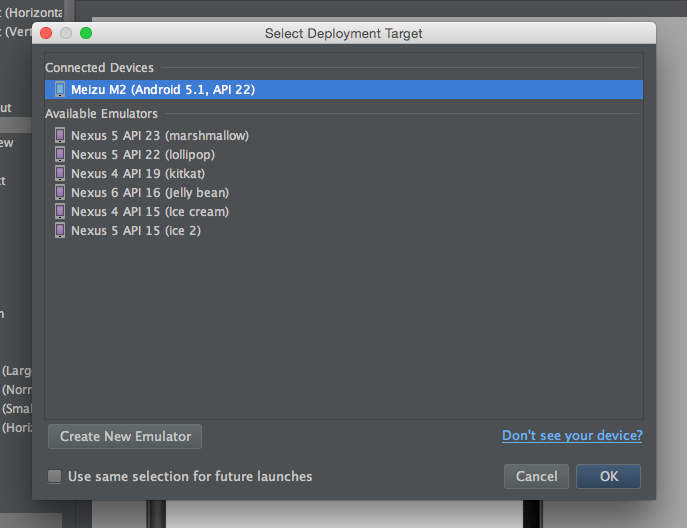 (Horizonta
(Vert
Select Deployment Target
Connected Devices
Meizu M2 (Android 5.1, API 22)
Available Emulators
Nexus 5 API 23 (marshmallow)
Nexus 5 API 22 (lollipop)
Nexus 4 API 19 (kitkat)
Nexus 6 API 16 (Jelly bean)
Nexus 4 API 15 (Ice cream)
Nexus 5 API 15 (ice 2)
(Larg
(Norr
(Smal
(Horiz
Create New Emulator
Don't see your device?
Use same selection for future launches
Cancel
OK